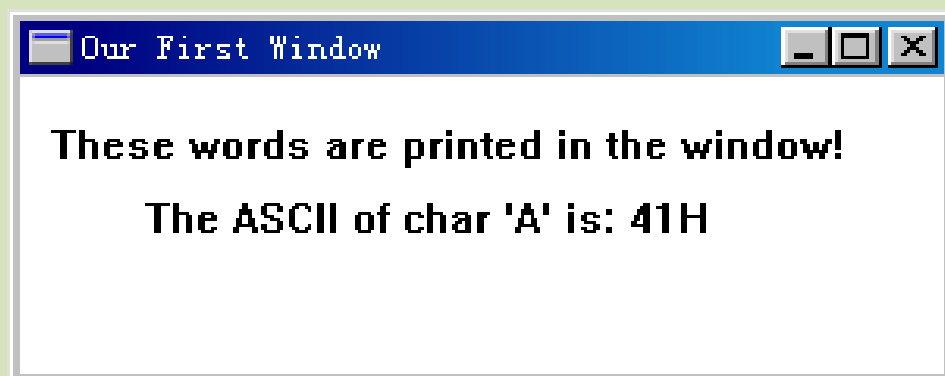 Our First Window
These words are printed in the window!
The ASCII of char 'A' is: 41H